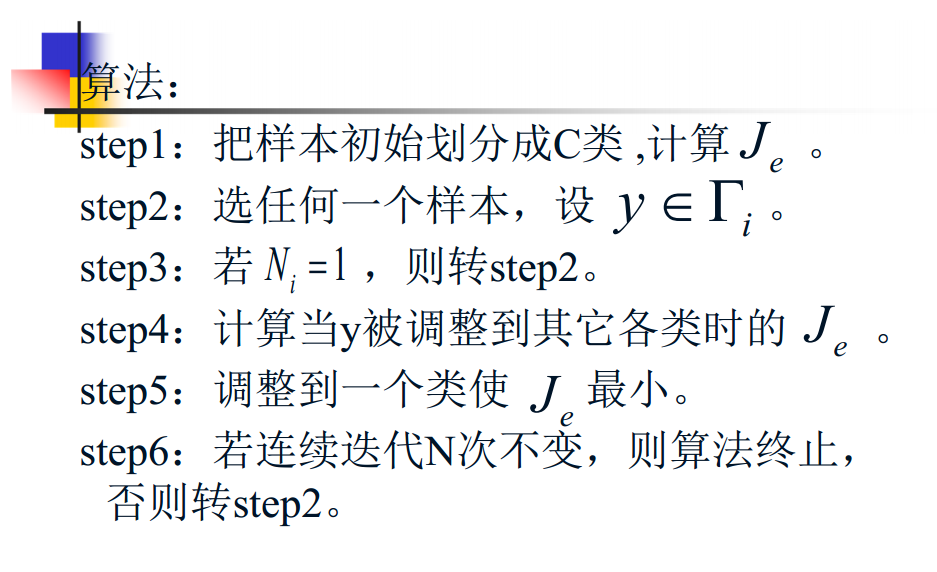 算法：
step1：把样本初始划分成C类 ,计算 Jₑ 。
step2：选任何一个样本，设 y ∈ Γᵢ 。
step3：若 Nᵢ =1 ，则转step2。
step4：计算当y被调整到其它各类时的 Jₑ 。
step5：调整到一个类使 Jₑ 最小。
step6：若连续迭代N次不变，则算法终止，
否则转step2。